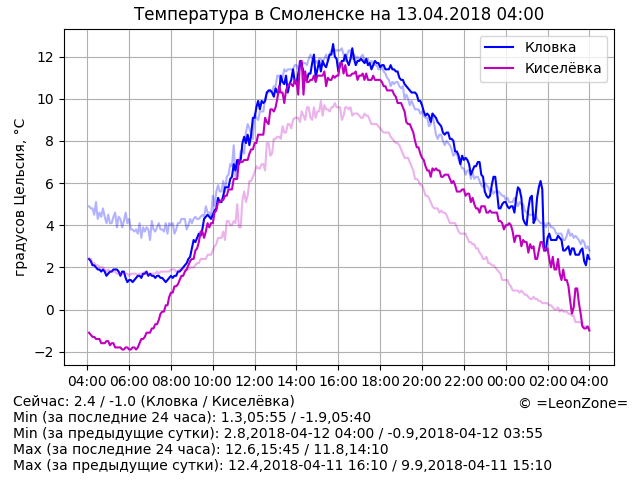 Температура в Смоленске на 13.04.2018 04:00
Кловка
Киселёвка
градусов Цельсия, °C
12
10
8
6
4
2
0
−2
04:00 06:00 08:00 10:00 12:00 14:00 16:00 18:00 20:00 22:00 00:00 02:00 04:00
Сейчас: 2.4 / -1.0 (Кловка / Киселёвка)
© =LeonZone=
Min (за последние 24 часа): 1.3,05:55 / -1.9,05:40
Min (за предыдущие сутки): 2.8,2018-04-12 04:00 / -0.9,2018-04-12 03:55
Max (за последние 24 часа): 12.6,15:45 / 11.8,14:10
Max (за предыдущие сутки): 12.4,2018-04-11 16:10 / 9.9,2018-04-11 15:10